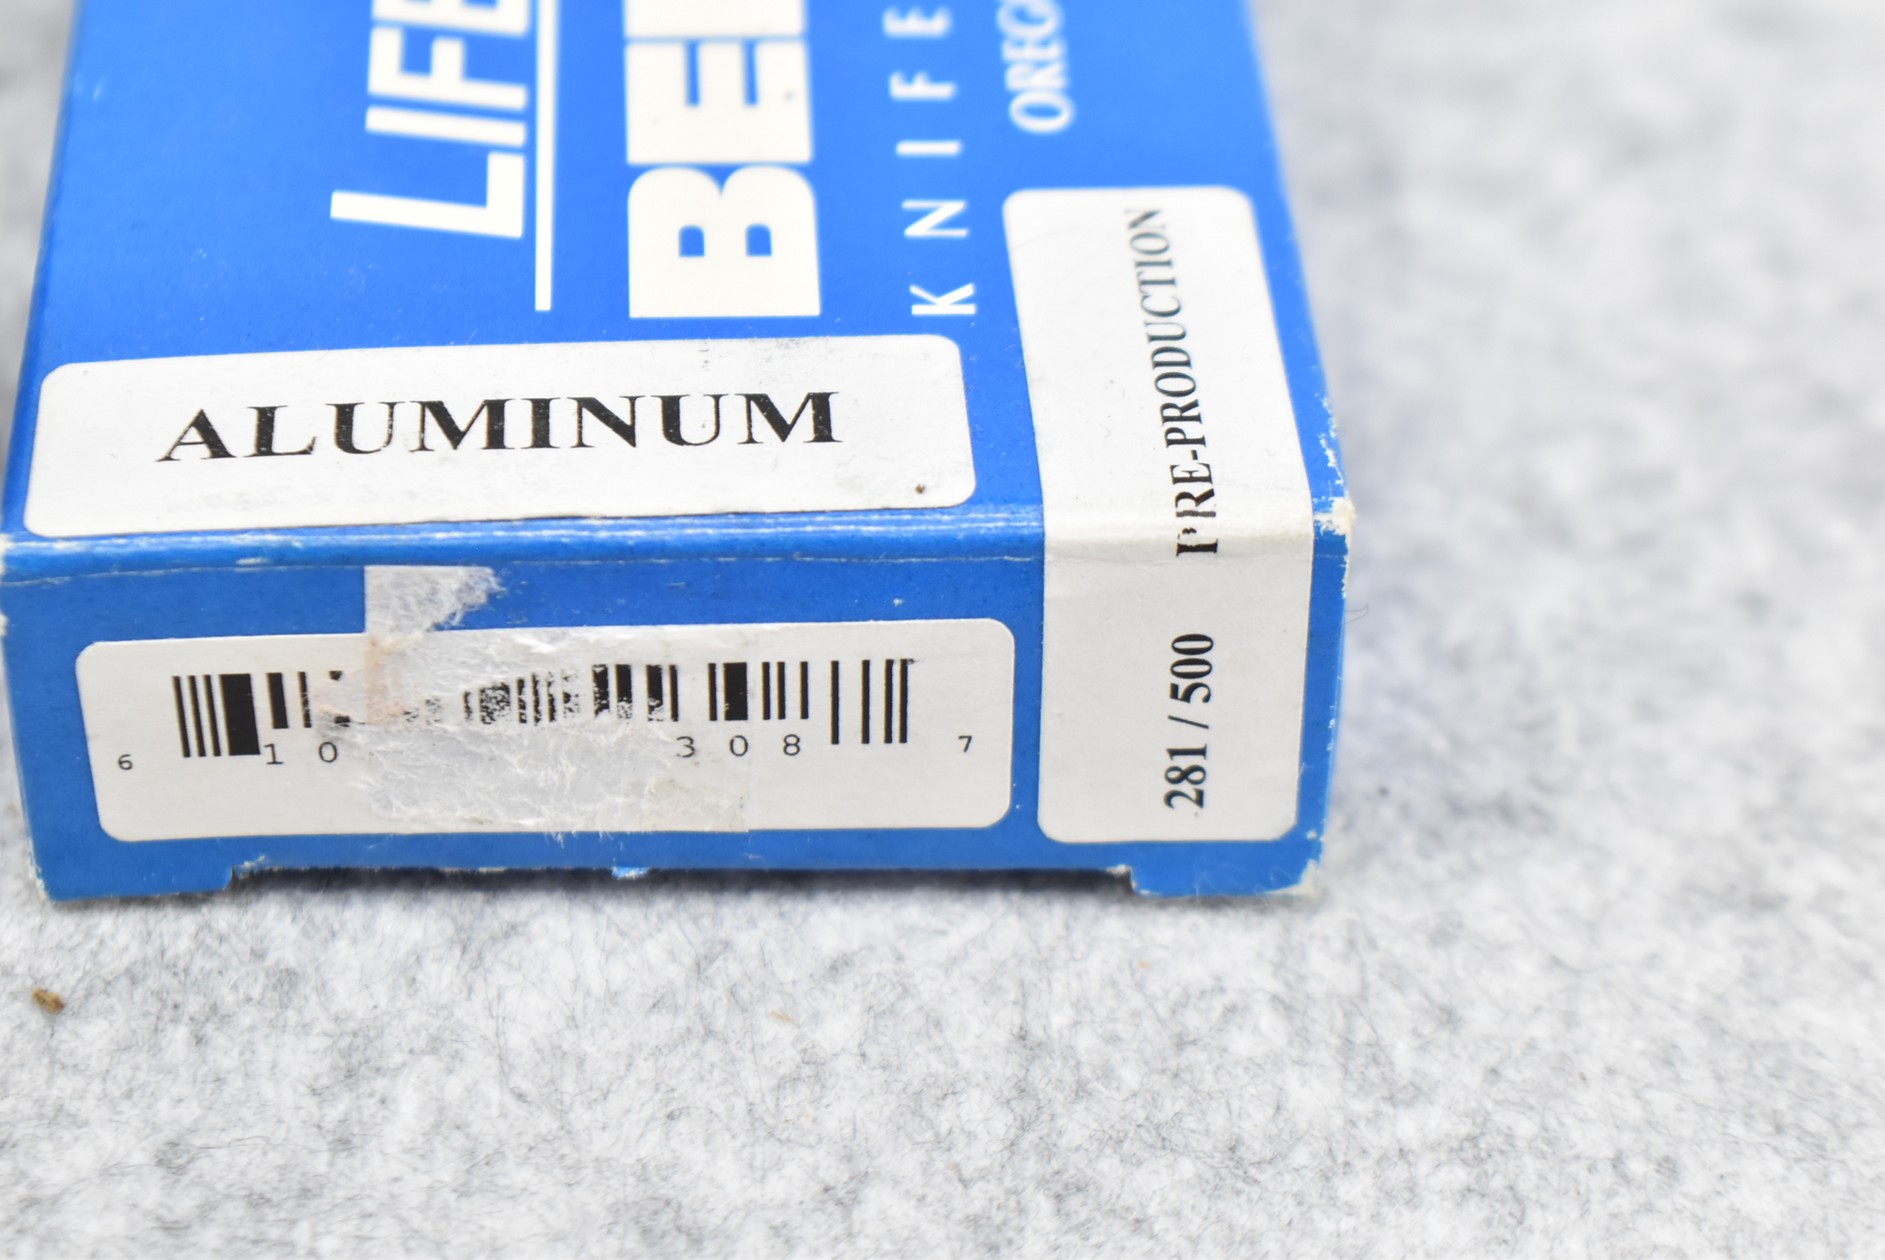 LIFE
BE
KNIFE
OREG
PRE-PRODUCTION
281 / 500
ALUMINUM
6 10 308 7